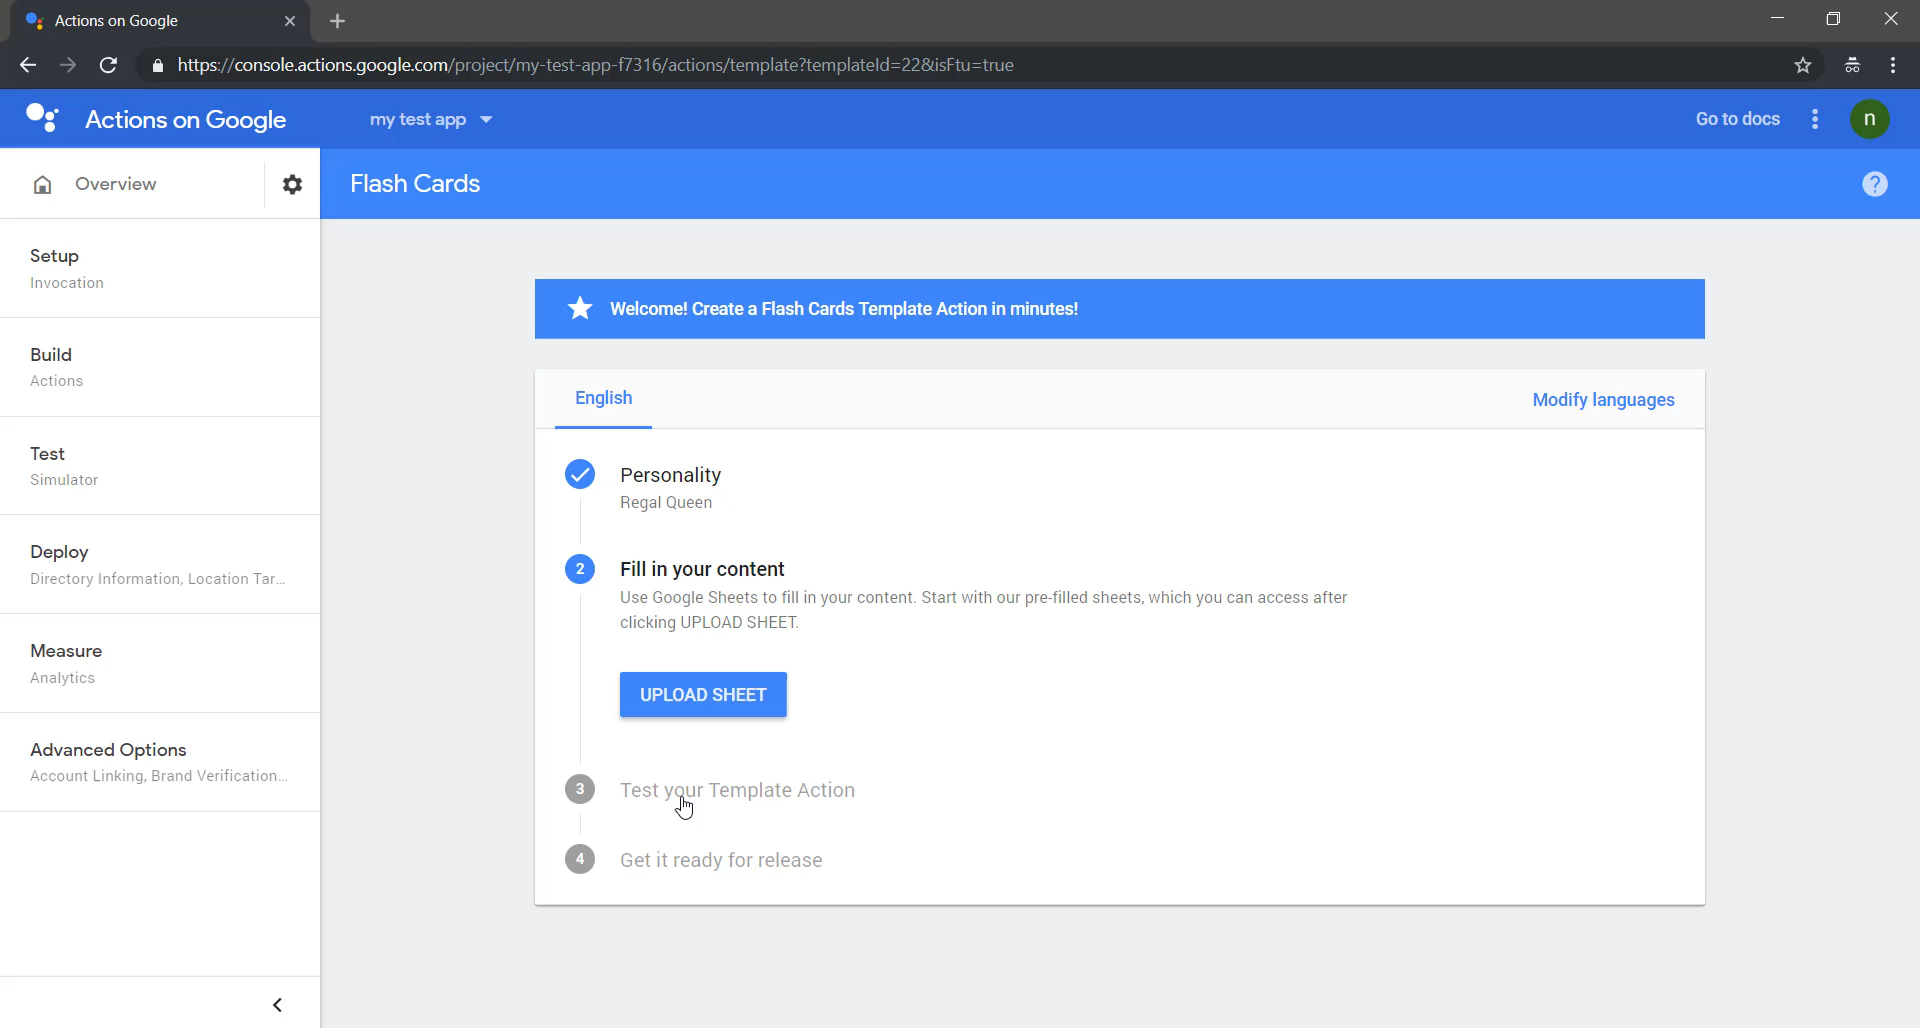 Actions on Google
https://console.actions.google.com/project/my-test-app-f7316/actions/template?templateId=22&isFtu=true
Actions on Google
my test app
Go to docs
n
Overview
Flash Cards
?
Setup
Invocation
Build
Actions
Test
Simulator
Deploy
Directory Information, Location Tar...
Measure
Analytics
Advanced Options
Account Linking, Brand Verification...
Welcome! Create a Flash Cards Template Action in minutes!
English
Modify languages
Personality
Regal Queen
2 Fill in your content
Use Google Sheets to fill in your content. Start with our pre-filled sheets, which you can access after
clicking UPLOAD SHEET.
UPLOAD SHEET
3 Test your Template Action
4 Get it ready for release